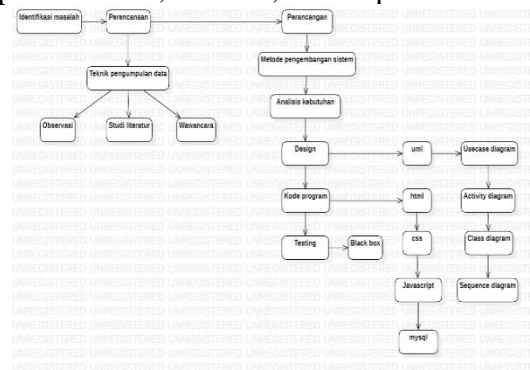 Identifikasi masalah
Perencanaan
Perancangan
Teknik pengumpulan data
Metode pengembangan sistem
Observasi
Studi literatur
Wawancara
Analisis kebutuhan
Design
uml
Usecase diagram
Kode program
html
Activity diagram
Testing
Black box
css
Class diagram
Javascript
Sequence diagram
mysql